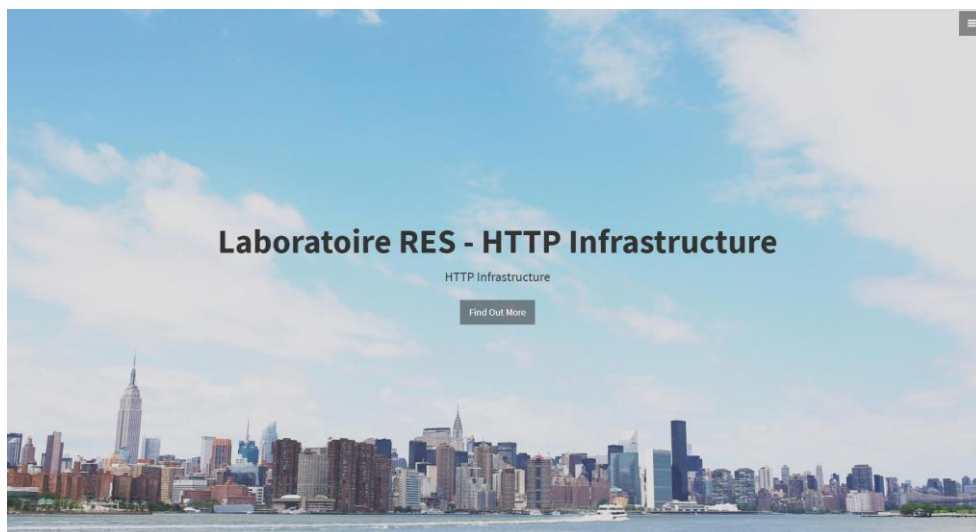 Laboratoire RES - HTTP Infrastructure
HTTP Infrastructure
Find Out More